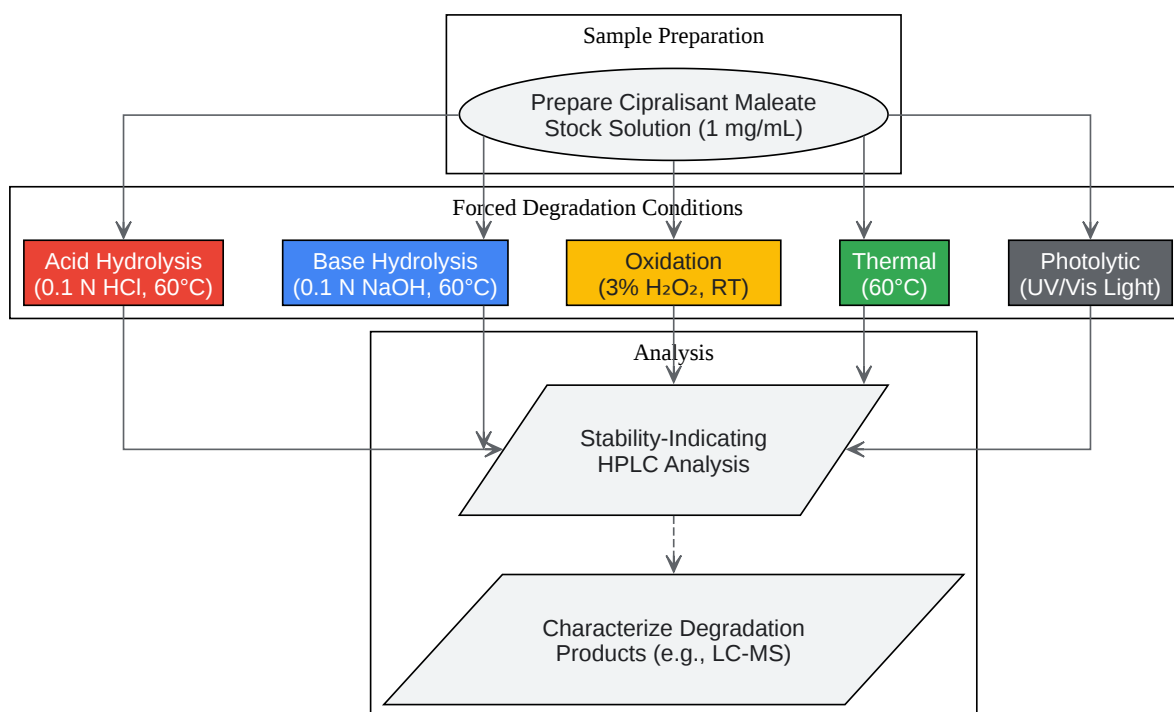 Sample Preparation
Prepare Cipralisant Maleate
Stock Solution (1 mg/mL)
Forced Degradation Conditions
Acid Hydrolysis
(0.1 N HCl, 60°C)
Base Hydrolysis
(0.1 N NaOH, 60°C)
Oxidation
(3% H₂O₂, RT)
Thermal
(60°C)
Photolytic
(UV/Vis Light)
Analysis
Stability-Indicating
HPLC Analysis
Characterize Degradation
Products (e.g., LC-MS)